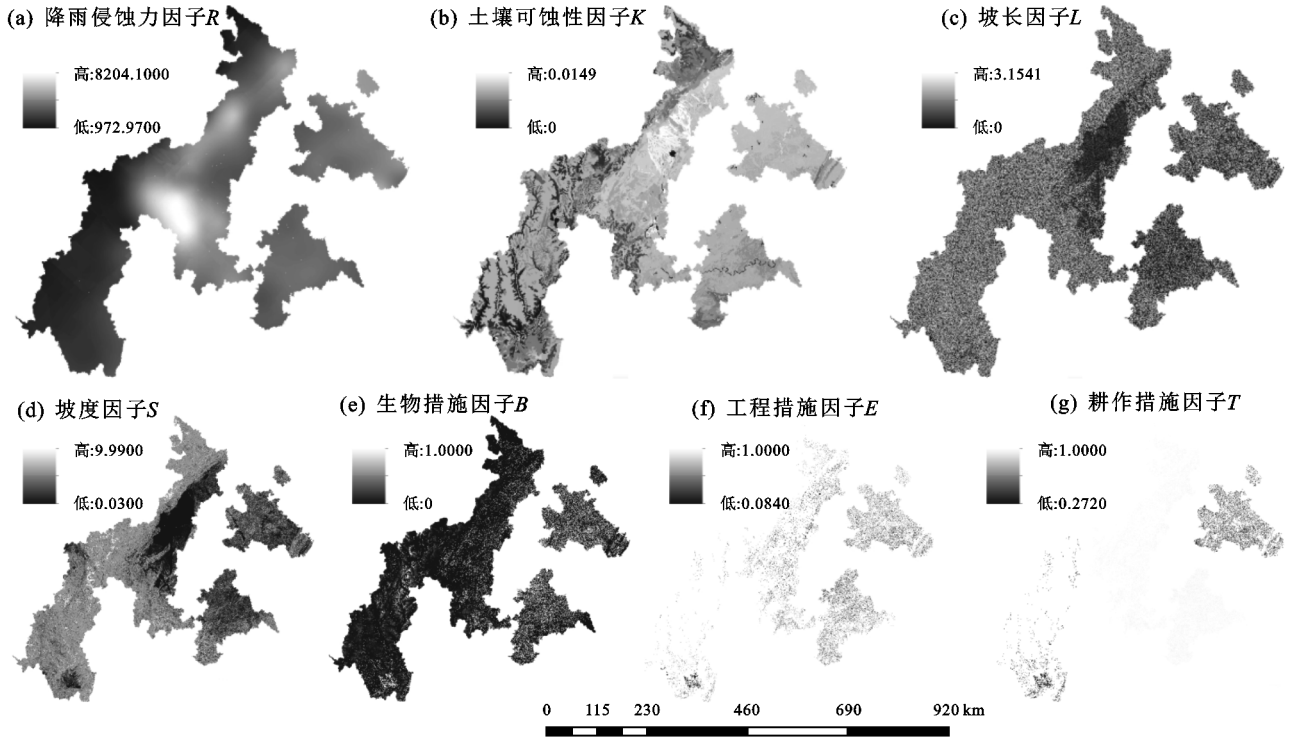 (a) 降雨侵蚀力因子R
高:8204.1000
低:972.9700
(b) 土壤可蚀性因子K
高:0.0149
低:0
(c) 坡长因子L
高:3.1541
低:0
(d) 坡度因子S
高:9.9900
低:0.0300
(e) 生物措施因子B
高:1.0000
低:0
(f) 工程措施因子E
高:1.0000
低:0.0840
(g) 耕作措施因子T
高:1.0000
低:0.2720
0 115 230 460 690 920 km